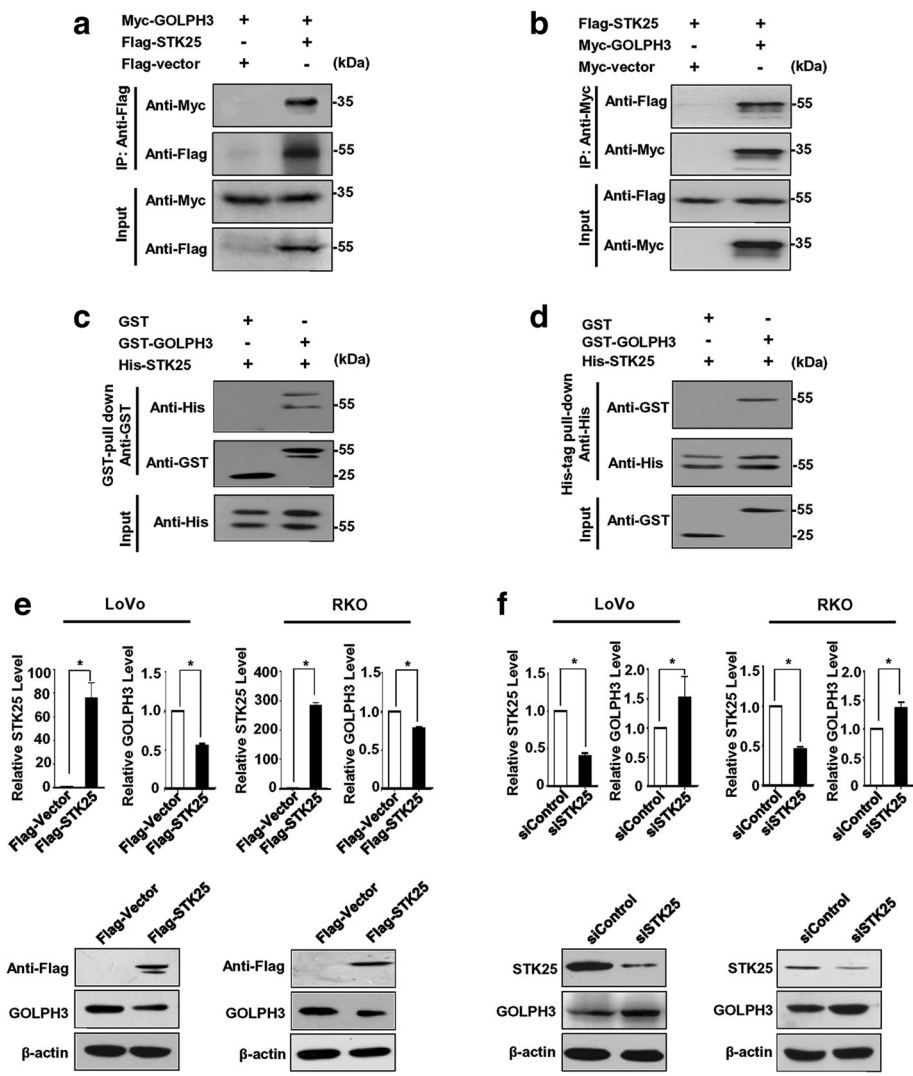 a
Myc-GOLPH3 + +
Flag-STK25 - +
Flag-vector + - (kDa)
IP: Anti-Flag
Anti-Myc -35
Anti-Flag -55
Input
Anti-Myc -35
Anti-Flag -55
b
Flag-STK25 + +
Myc-GOLPH3 - +
Myc-vector + - (kDa)
IP: Anti-Myc
Anti-Flag -55
Anti-Myc -35
Input
Anti-Flag -55
Anti-Myc -35
c
GST + -
GST-GOLPH3 - +
His-STK25 + + (kDa)
GST-pull down
Anti-GST
Anti-His -55
Anti-GST -55
-25
Input
Anti-His -55
d
GST + -
GST-GOLPH3 - +
His-STK25 + + (kDa)
His-tag pull-down
Anti-His
Anti-GST -55
Anti-His -55
Input
Anti-GST -55
-25
e
LoVo
RKO
Relative STK25 Level
100
80
60
40
20
0
*
Flag-Vector
Flag-STK25
Relative GOLPH3 Level
1.5
1.0
0.5
0
*
Flag-Vector
Flag-STK25
Relative STK25 Level
400
300
200
100
0
*
Flag-Vector
Flag-STK25
Relative GOLPH3 Level
1.5
1.0
0.5
0
*
Flag-Vector
Flag-STK25
Flag-Vector
Flag-STK25
Anti-Flag
GOLPH3
β-actin
Flag-Vector
Flag-STK25
Anti-Flag
GOLPH3
β-actin
f
LoVo
RKO
Relative STK25 Level
1.5
1.0
0.5
0
*
siControl
siSTK25
Relative GOLPH3 Level
2.0
1.5
1.0
0.5
0
*
siControl
siSTK25
Relative STK25 Level
1.5
1.0
0.5
0
*
siControl
siSTK25
Relative GOLPH3 Level
2.0
1.5
1.0
0.5
0
*
siControl
siSTK25
siControl
siSTK25
STK25
GOLPH3
β-actin
siControl
siSTK25
STK25
GOLPH3
β-actin